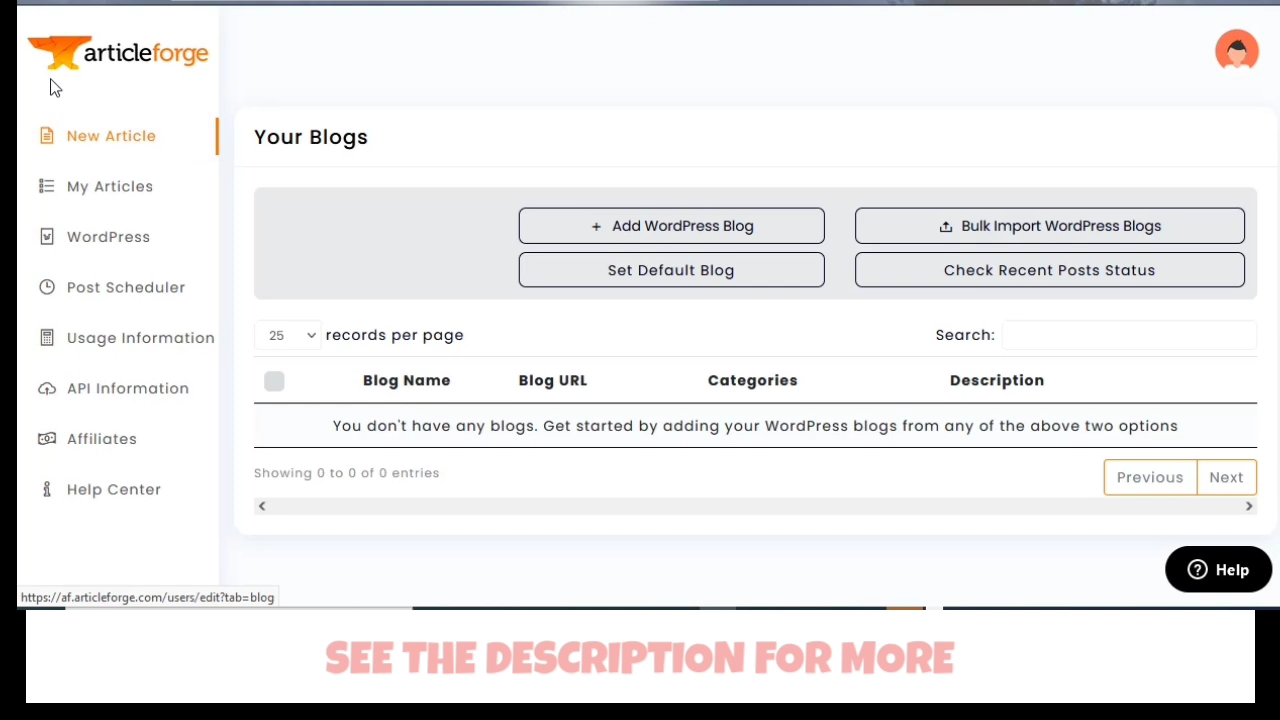 articleforge
New Article
My Articles
WordPress
Post Scheduler
Usage Information
API Information
Affiliates
Help Center
Your Blogs
+ Add WordPress Blog
Bulk Import WordPress Blogs
Set Default Blog
Check Recent Posts Status
25 records per page
Search:
Blog Name Blog URL Categories Description
You don't have any blogs. Get started by adding your WordPress blogs from any of the above two options
Showing 0 to 0 of 0 entries
Previous Next
Help
https://af.articleforge.com/users/edit?tab=blog
SEE THE DESCRIPTION FOR MORE